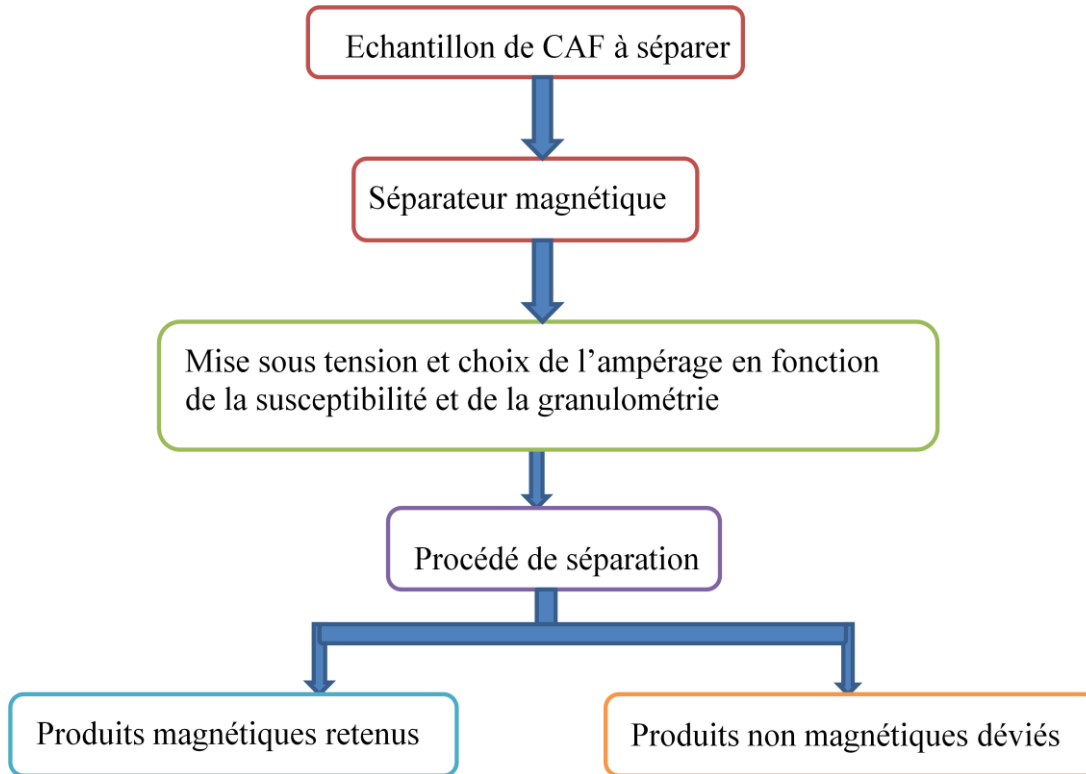 Echantillon de CAF à séparer
Séparateur magnétique
Mise sous tension et choix de l’ampérage en fonction
de la susceptibilité et de la granulométrie
Procédé de séparation
Produits magnétiques retenus
Produits non magnétiques déviés